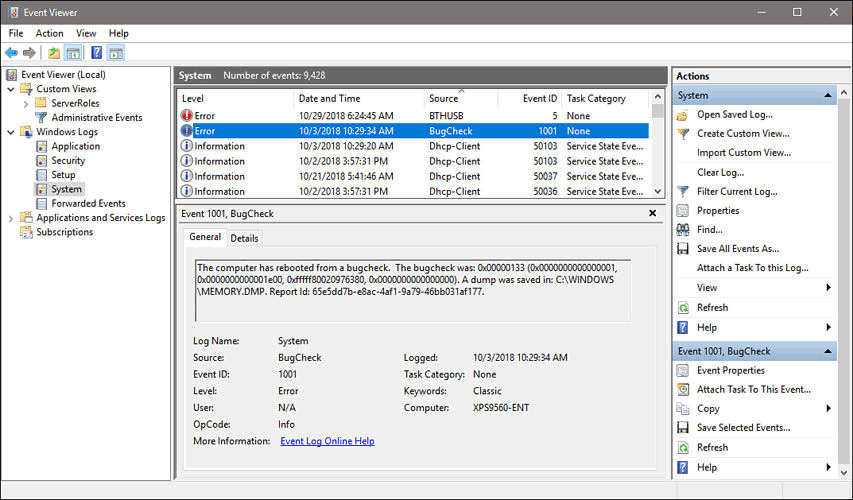 Event Viewer
File Action View Help
Event Viewer (Local)
Custom Views
ServerRoles
Administrative Events
Windows Logs
Application
Security
Setup
System
Forwarded Events
Applications and Services Logs
Subscriptions
System Number of events: 9,428
Level Date and Time Source Event ID Task Category
Error 10/29/2018 6:24:45 AM BTHUSB 5 None
Error 10/3/2018 10:29:34 AM BugCheck 1001 None
Information 10/3/2018 10:29:20 AM Dhcp-Client 50103 Service State Eve...
Information 10/2/2018 3:57:31 PM Dhcp-Client 50103 Service State Eve...
Information 10/21/2018 5:41:46 AM Dhcp-Client 50037 Service State Eve...
Information 10/2/2018 3:57:31 PM Dhcp-Client 50036 Service State Eve...
Event 1001, BugCheck
General Details
The computer has rebooted from a bugcheck. The bugcheck was: 0x00000133 (0x0000000000000001,
0x0000000000001e00, 0xfffff80020976380, 0x0000000000000000). A dump was saved in: C:\WINDOWS
\MEMORY.DMP. Report Id: 65e5dd7b-e8ac-4af1-9a79-46bb031af177.
Log Name: System
Source: BugCheck Logged: 10/3/2018 10:29:34 AM
Event ID: 1001 Task Category: None
Level: Error Keywords: Classic
User: N/A Computer: XPS9560-ENT
OpCode: Info
More Information: Event Log Online Help
Actions
System
Open Saved Log...
Create Custom View...
Import Custom View...
Clear Log...
Filter Current Log...
Properties
Find...
Save All Events As...
Attach a Task To this Log...
View
Refresh
Help
Event 1001, BugCheck
Event Properties
Attach Task To This Event...
Copy
Save Selected Events...
Refresh
Help